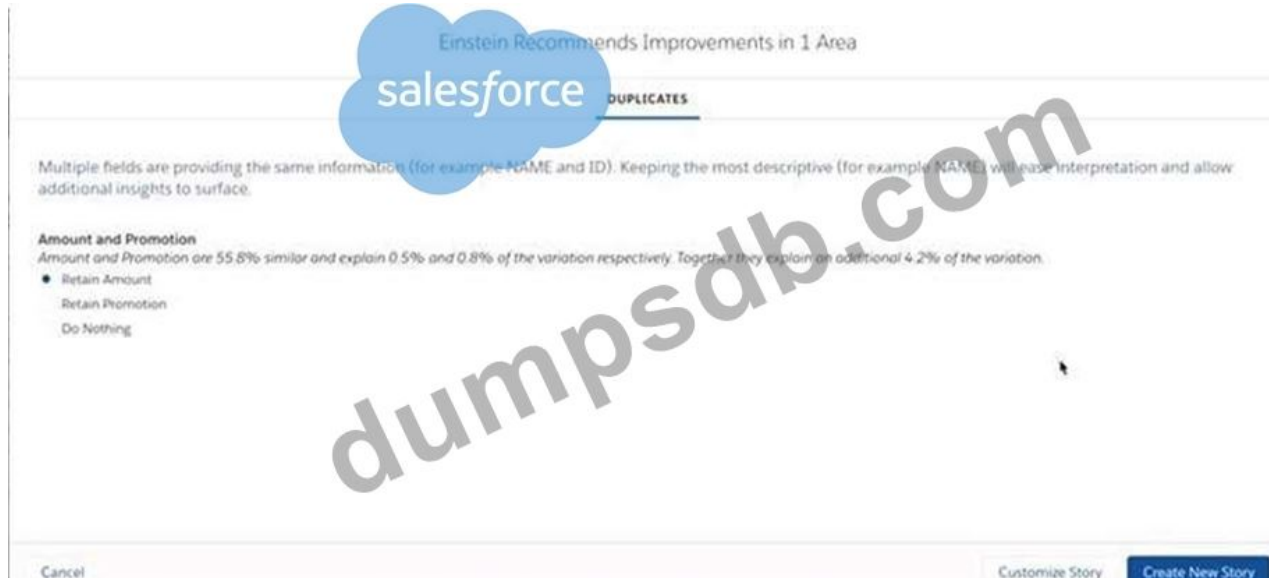 Einstein Recommends Improvements in 1 Area
salesforce
DUPLICATES
Multiple fields are providing the same information (for example NAME and ID). Keeping the most descriptive (for example NAME) will ease interpretation and allow
additional insights to surface.
Amount and Promotion
Amount and Promotion are 55.8% similar and explain 0.5% and 0.8% of the variation respectively. Together they explain an additional 4.2% of the variation.
Retain Amount
Retain Promotion
Do Nothing
dumpsdb.com
Cancel
Customize Story
Create New Story